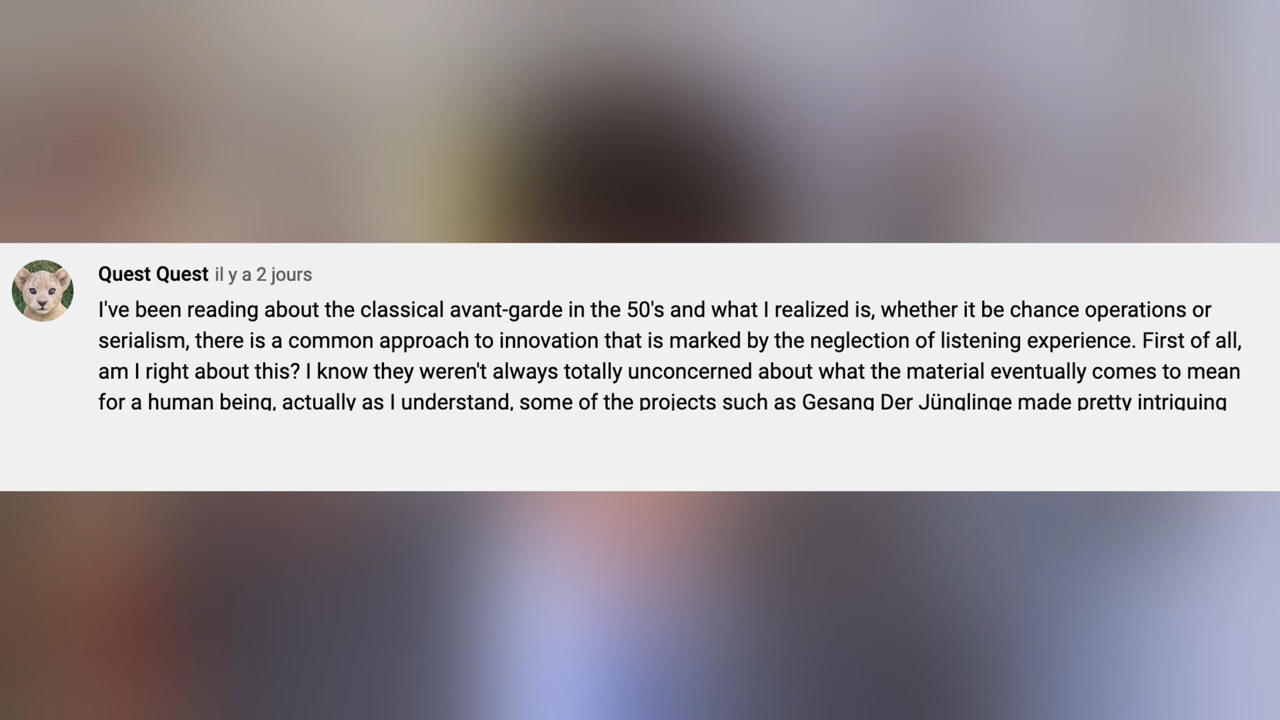 Quest Quest il y a 2 jours
I've been reading about the classical avant-garde in the 50's and what I realized is, whether it be chance operations or
serialism, there is a common approach to innovation that is marked by the neglection of listening experience. First of all,
am I right about this? I know they weren't always totally unconcerned about what the material eventually comes to mean
for a human being, actually as I understand, some of the projects such as Gesang Der Jünglinge made pretty intriguing